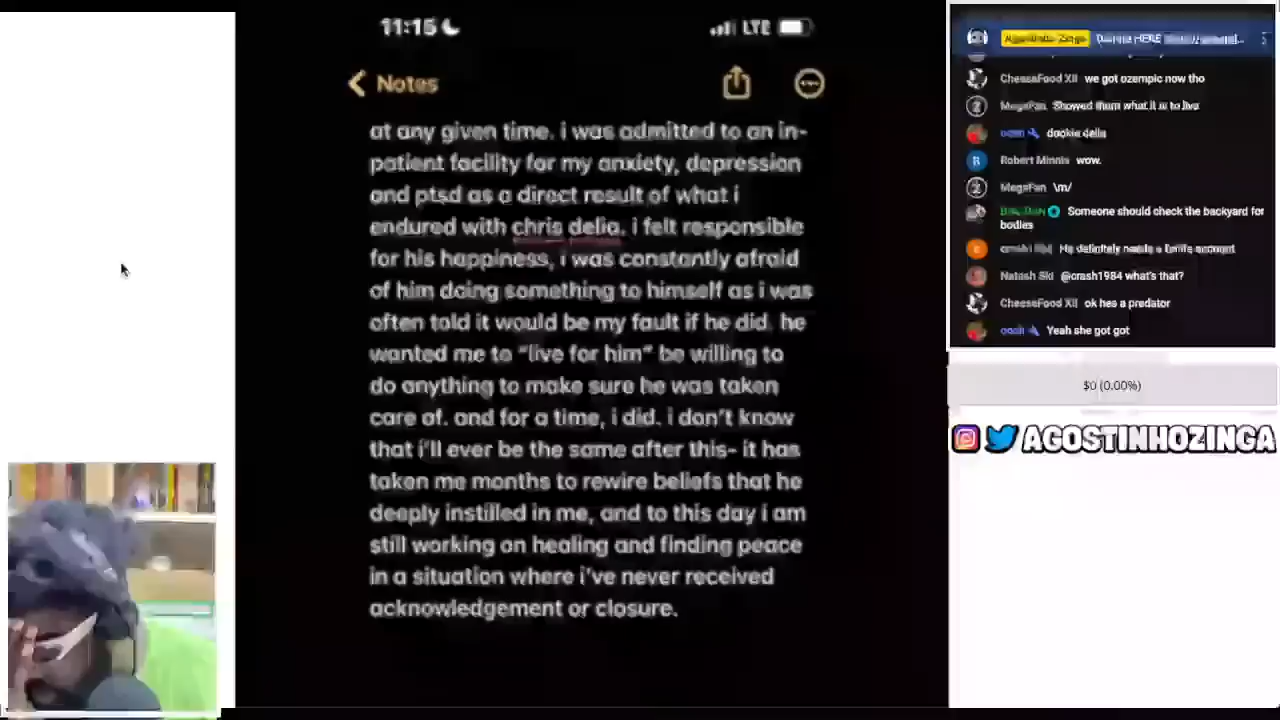 11:15
LTE
Notes
at any given time. i was admitted to an in-
patient facility for my anxiety, depression
and ptsd as a direct result of what i
endured with chris delia. i felt responsible
for his happiness, i was constantly afraid
of him doing something to himself as i was
often told it would be my fault if he did. he
wanted me to “live for him” be willing to
do anything to make sure he was taken
care of. and for a time, i did. i don’t know
that i’ll ever be the same after this- it has
taken me months to rewire beliefs that he
deeply instilled in me, and to this day i am
still working on healing and finding peace
in a situation where i’ve never received
acknowledgement or closure.
CheeseFood XII we got ozempic now tho
MegaFan Showed them what it is to live
dookie delia
Robert Minnis wow.
MegaFan \m/
Someone should check the backyard for
bodies
He definitely needs a
Natash Ski @crash1984 what's that?
CheeseFood XII ok hes a predator
Yeah she got got
$0 (0.00%)
AGOSTINHOZINGA